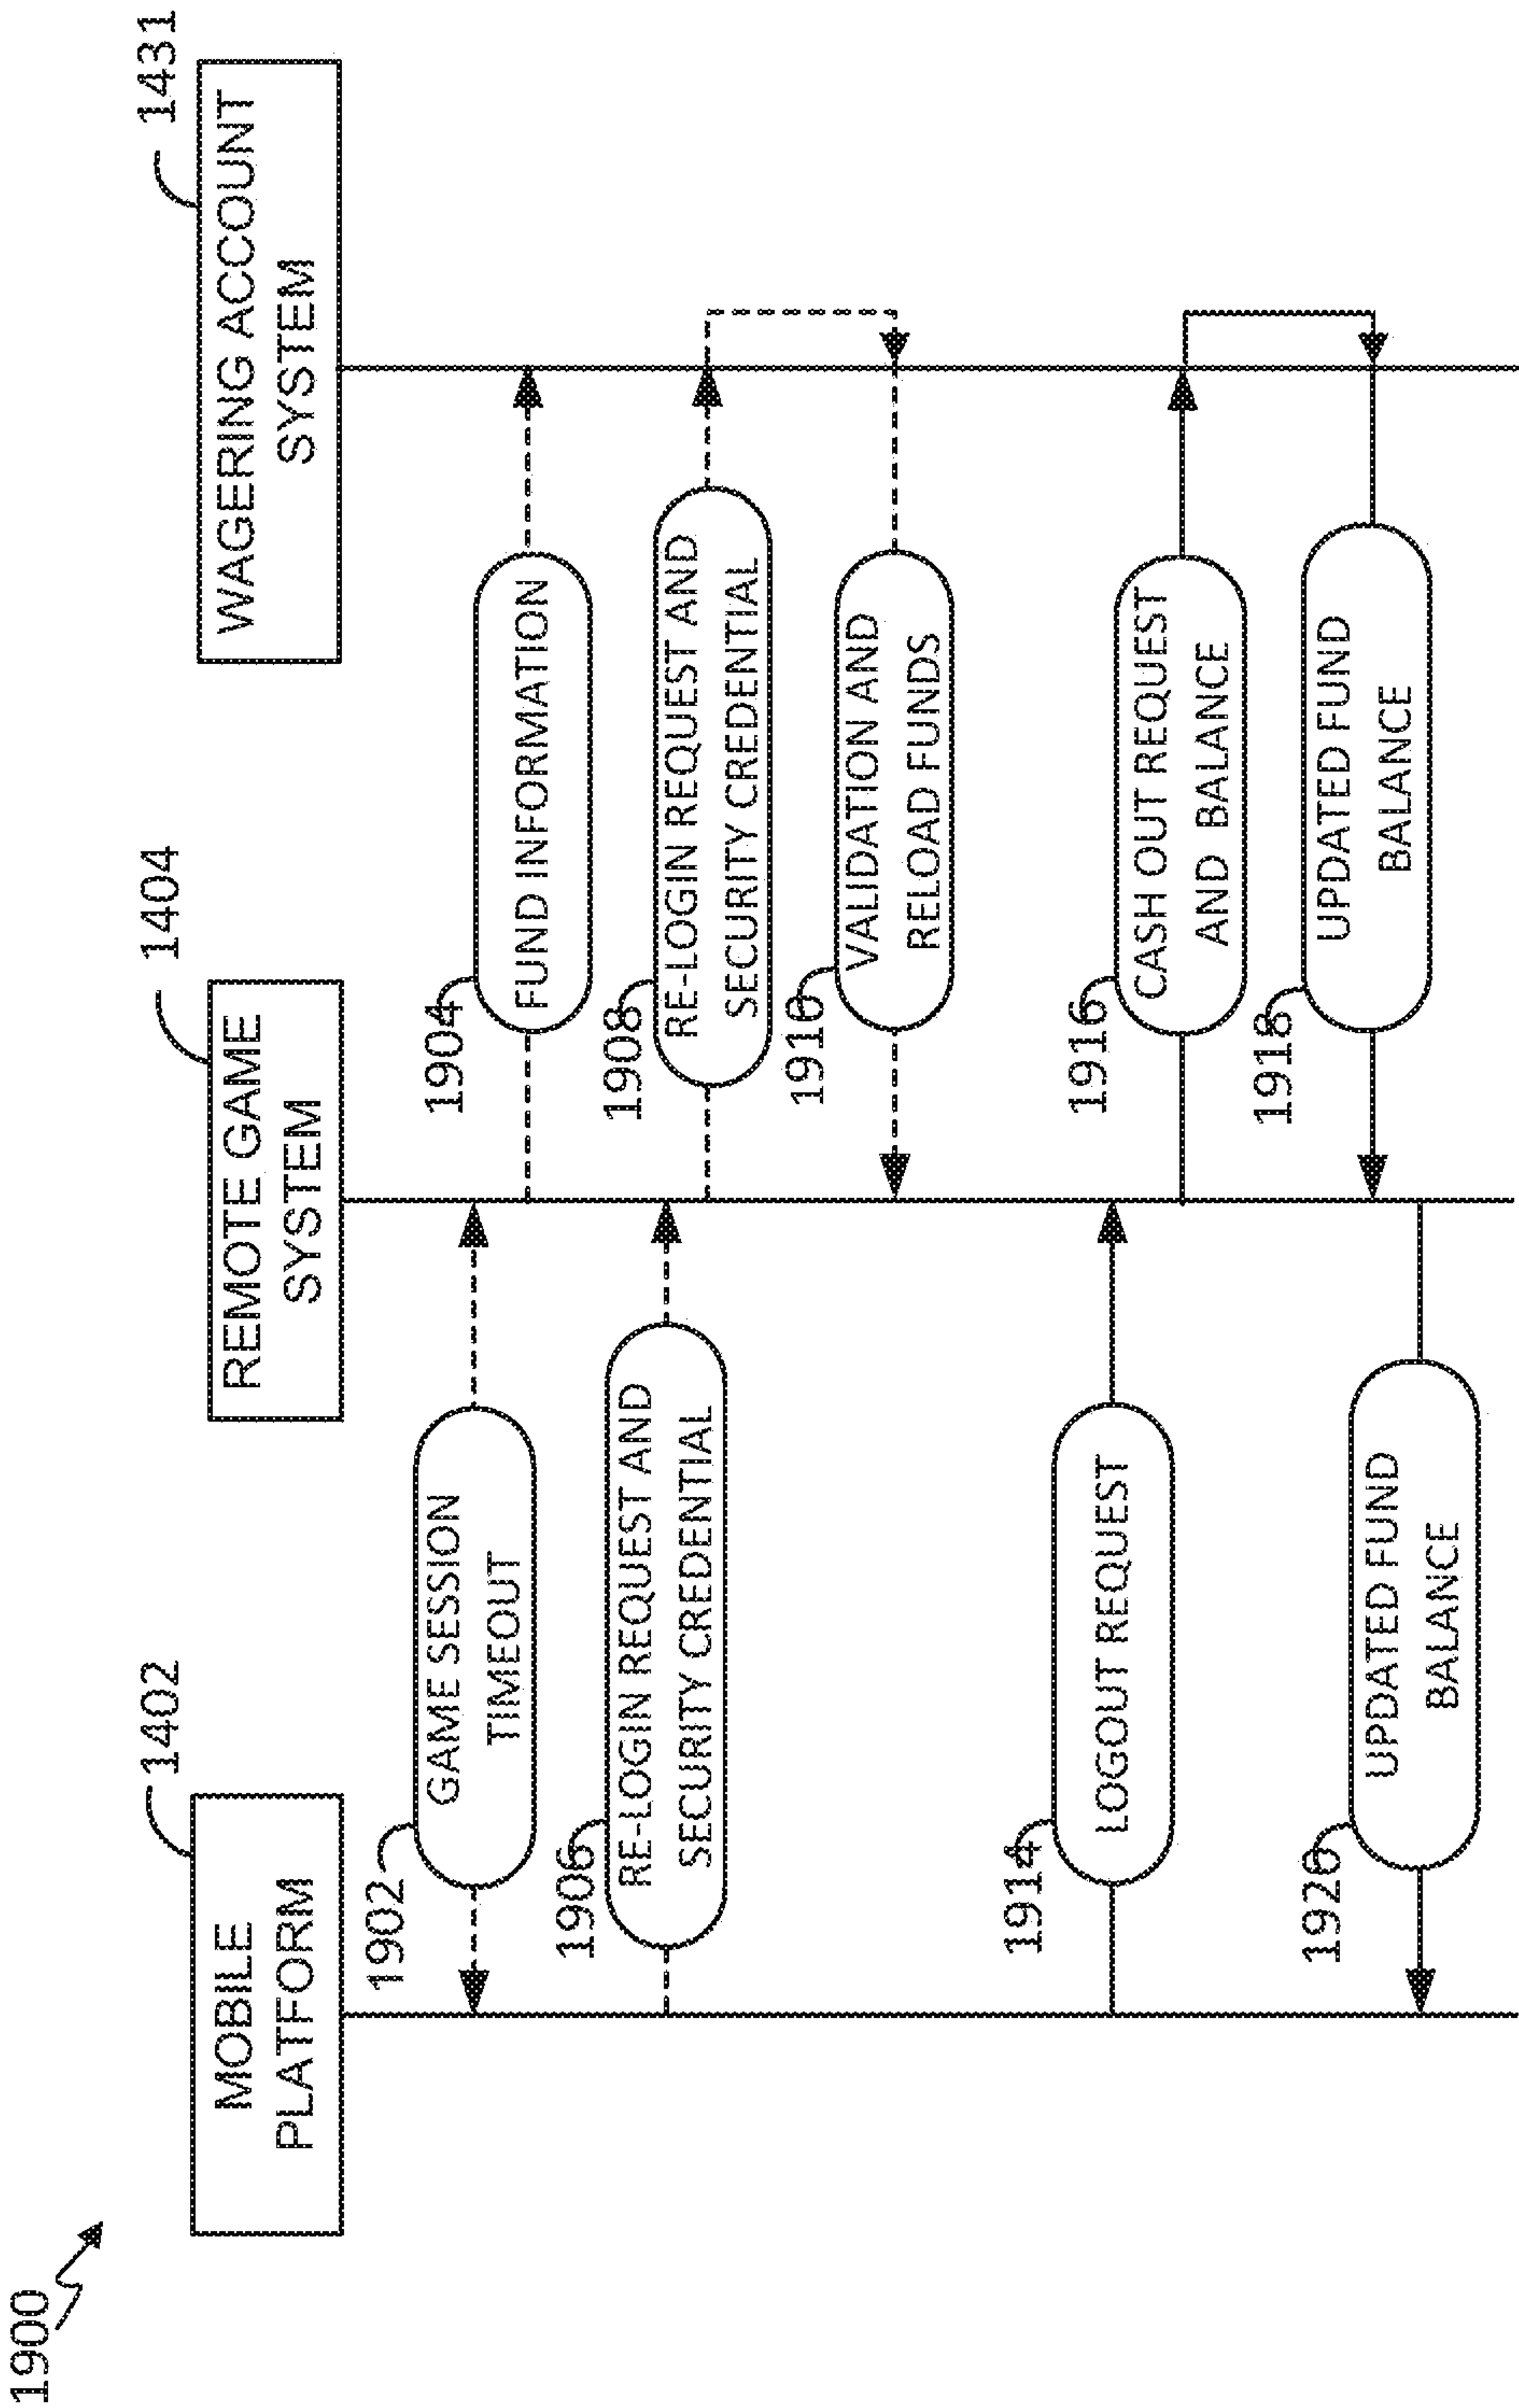 1900
MOBILE
PLATFORM
1402
REMOTE GAME
SYSTEM
1404
WAGERING ACCOUNT
SYSTEM
1431
1902
GAME SESSION
TIMEOUT
1904
FUND INFORMATION
1906
RE-LOGIN REQUEST AND
SECURITY CREDENTIAL
1908
RE-LOGIN REQUEST AND
SECURITY CREDENTIAL
1910
VALIDATION AND
RELOAD FUNDS
1914
LOGOUT REQUEST
1916
CASH OUT REQUEST
AND BALANCE
1918
UPDATED FUND
BALANCE
1920
UPDATED FUND
BALANCE